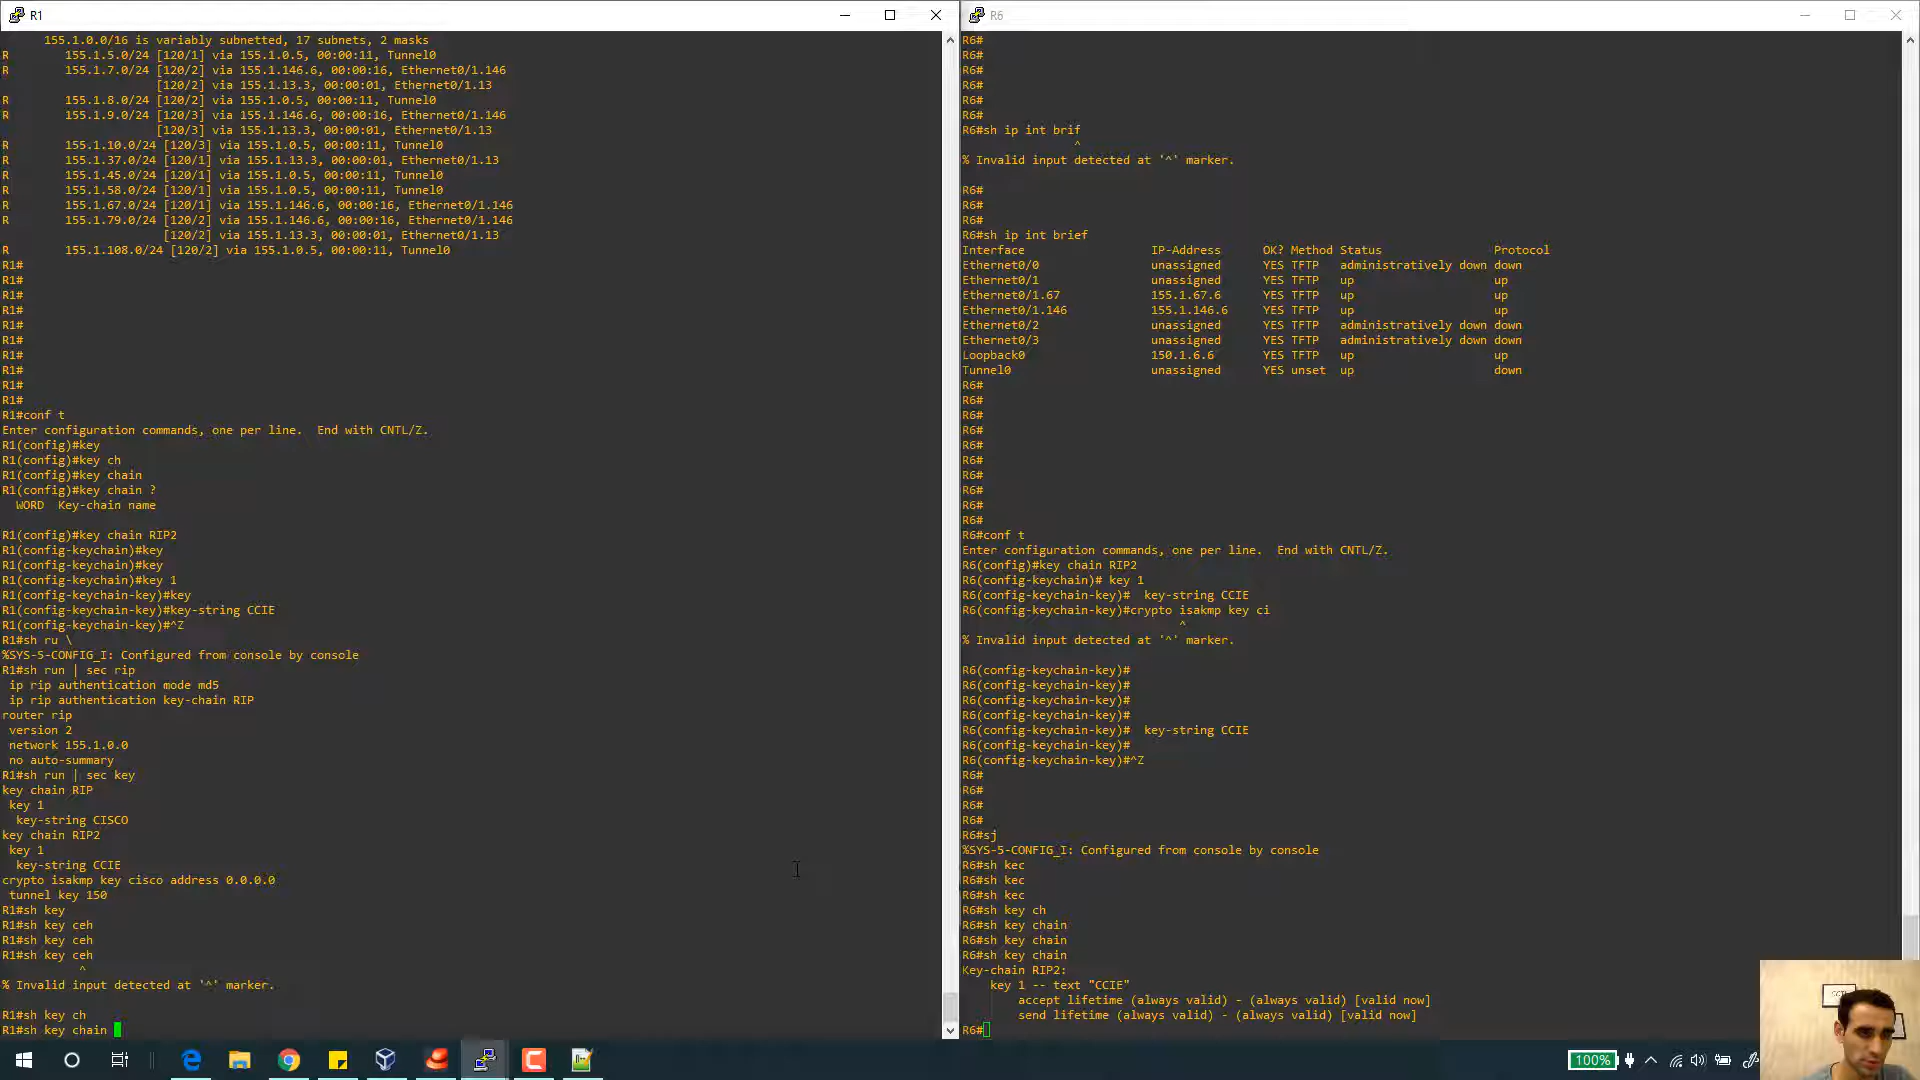 R1
155.1.0.0/16 is variably subnetted, 17 subnets, 2 masks
R        155.1.5.0/24 [120/1] via 155.1.0.5, 00:00:11, Tunnel0
R        155.1.7.0/24 [120/2] via 155.1.146.6, 00:00:16, Ethernet0/1.146
[120/2] via 155.1.13.3, 00:00:01, Ethernet0/1.13
R        155.1.8.0/24 [120/2] via 155.1.0.5, 00:00:11, Tunnel0
R        155.1.9.0/24 [120/3] via 155.1.146.6, 00:00:16, Ethernet0/1.146
[120/3] via 155.1.13.3, 00:00:01, Ethernet0/1.13
R        155.1.10.0/24 [120/3] via 155.1.0.5, 00:00:11, Tunnel0
R        155.1.37.0/24 [120/1] via 155.1.13.3, 00:00:01, Ethernet0/1.13
R        155.1.45.0/24 [120/1] via 155.1.0.5, 00:00:11, Tunnel0
R        155.1.58.0/24 [120/1] via 155.1.0.5, 00:00:11, Tunnel0
R        155.1.67.0/24 [120/1] via 155.1.146.6, 00:00:16, Ethernet0/1.146
R        155.1.79.0/24 [120/2] via 155.1.146.6, 00:00:16, Ethernet0/1.146
[120/2] via 155.1.13.3, 00:00:01, Ethernet0/1.13
R        155.1.108.0/24 [120/2] via 155.1.0.5, 00:00:11, Tunnel0
R1#
R1#
R1#
R1#
R1#
R1#
R1#
R1#
R1#
R1#
R1#conf t
Enter configuration commands, one per line.  End with CNTL/Z.
R1(config)#key
R1(config)#key ch
R1(config)#key chain
R1(config)#key chain ?
WORD  Key-chain name
R1(config)#key chain RIP2
R1(config-keychain)#key
R1(config-keychain)#key
R1(config-keychain)#key 1
R1(config-keychain-key)#key
R1(config-keychain-key)#key-string CCIE
R1(config-keychain-key)#^Z
R1#sh ru \
%SYS-5-CONFIG_I: Configured from console by console
R1#sh run | sec rip
ip rip authentication mode md5
ip rip authentication key-chain RIP
router rip
version 2
network 155.1.0.0
no auto-summary
R1#sh run | sec key
key chain RIP
key 1
key-string CISCO
key chain RIP2
key 1
key-string CCIE
crypto isakmp key cisco address 0.0.0.0
tunnel key 150
R1#sh key
R1#sh key ceh
R1#sh key ceh
R1#sh key ceh
^
% Invalid input detected at '^' marker.
R1#sh key ch
R1#sh key chain
R6
R6#
R6#
R6#
R6#
R6#
R6#
R6#sh ip int brif
^
% Invalid input detected at '^' marker.
R6#
R6#
R6#
R6#sh ip int brief
Interface                  IP-Address      OK? Method Status                Protocol
Ethernet0/0                unassigned      YES TFTP   administratively down down
Ethernet0/1                unassigned      YES TFTP   up                    up
Ethernet0/1.67             155.1.67.6      YES TFTP   up                    up
Ethernet0/1.146            155.1.146.6     YES TFTP   up                    up
Ethernet0/2                unassigned      YES TFTP   administratively down down
Ethernet0/3                unassigned      YES TFTP   administratively down down
Loopback0                  150.1.6.6       YES TFTP   up                    up
Tunnel0                    unassigned      YES unset  up                    down
R6#
R6#
R6#
R6#
R6#
R6#
R6#
R6#
R6#
R6#
R6#conf t
Enter configuration commands, one per line.  End with CNTL/Z.
R6(config)#key chain RIP2
R6(config-keychain)# key 1
R6(config-keychain-key)#  key-string CCIE
R6(config-keychain-key)#crypto isakmp key ci
^
% Invalid input detected at '^' marker.
R6(config-keychain-key)#
R6(config-keychain-key)#
R6(config-keychain-key)#
R6(config-keychain-key)#
R6(config-keychain-key)#  key-string CCIE
R6(config-keychain-key)#
R6(config-keychain-key)#^Z
R6#
R6#
R6#
R6#
R6#sj
%SYS-5-CONFIG_I: Configured from console by console
R6#sh kec
R6#sh kec
R6#sh kec
R6#sh key ch
R6#sh key chain
R6#sh key chain
R6#sh key chain
Key-chain RIP2:
key 1 -- text "CCIE"
accept lifetime (always valid) - (always valid) [valid now]
send lifetime (always valid) - (always valid) [valid now]
R6#
100%